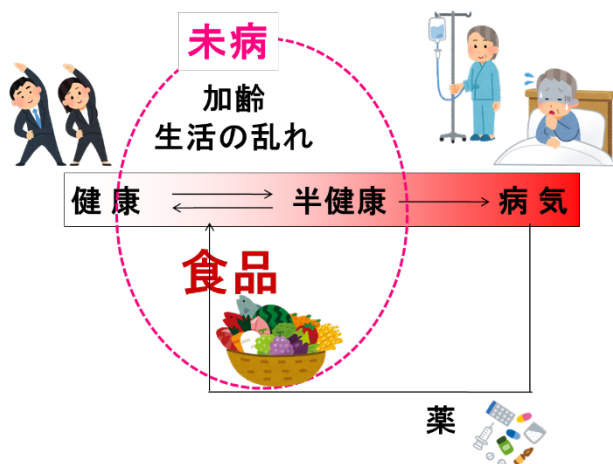 未病
加齢
生活の乱れ
健康 半健康 病気
食品
薬